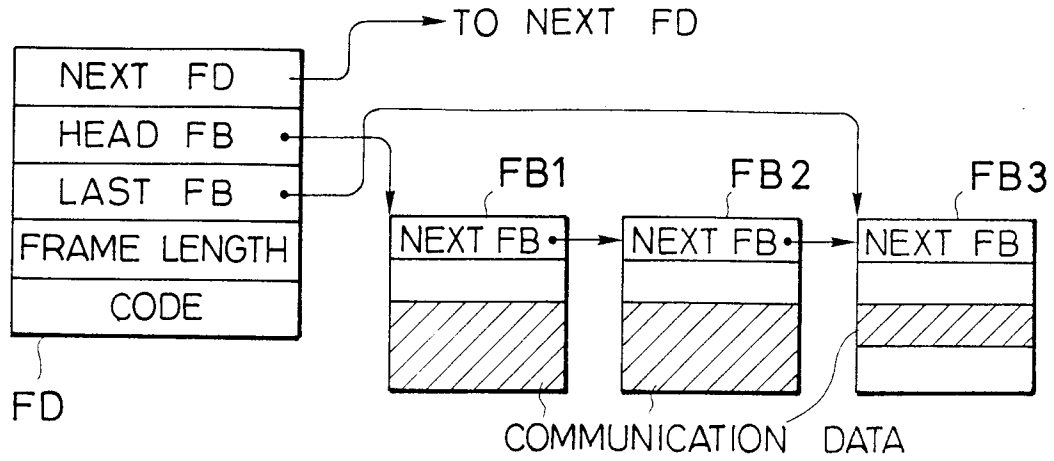 TO NEXT FD
NEXT FD
HEAD FB
LAST FB
FRAME LENGTH
CODE
FD
FB1
FB2
FB3
NEXT FB
NEXT FB
NEXT FB
COMMUNICATION DATA